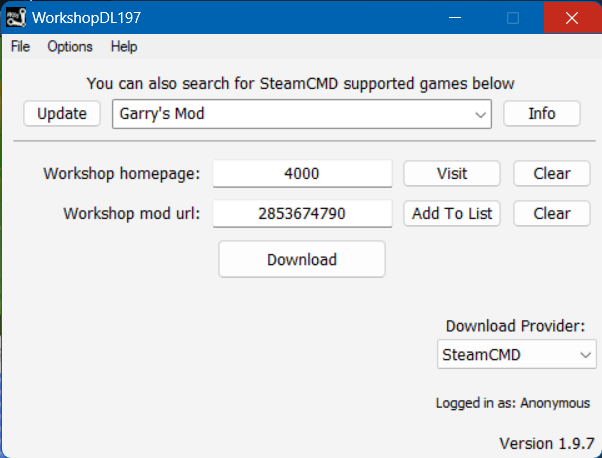 WorkshopDL197
File Options Help
You can also search for SteamCMD supported games below
Update Garry's Mod Info
Workshop homepage: 4000 Visit Clear
Workshop mod url: 2853674790 Add To List Clear
Download
Download Provider:
SteamCMD
Logged in as: Anonymous
Version 1.9.7